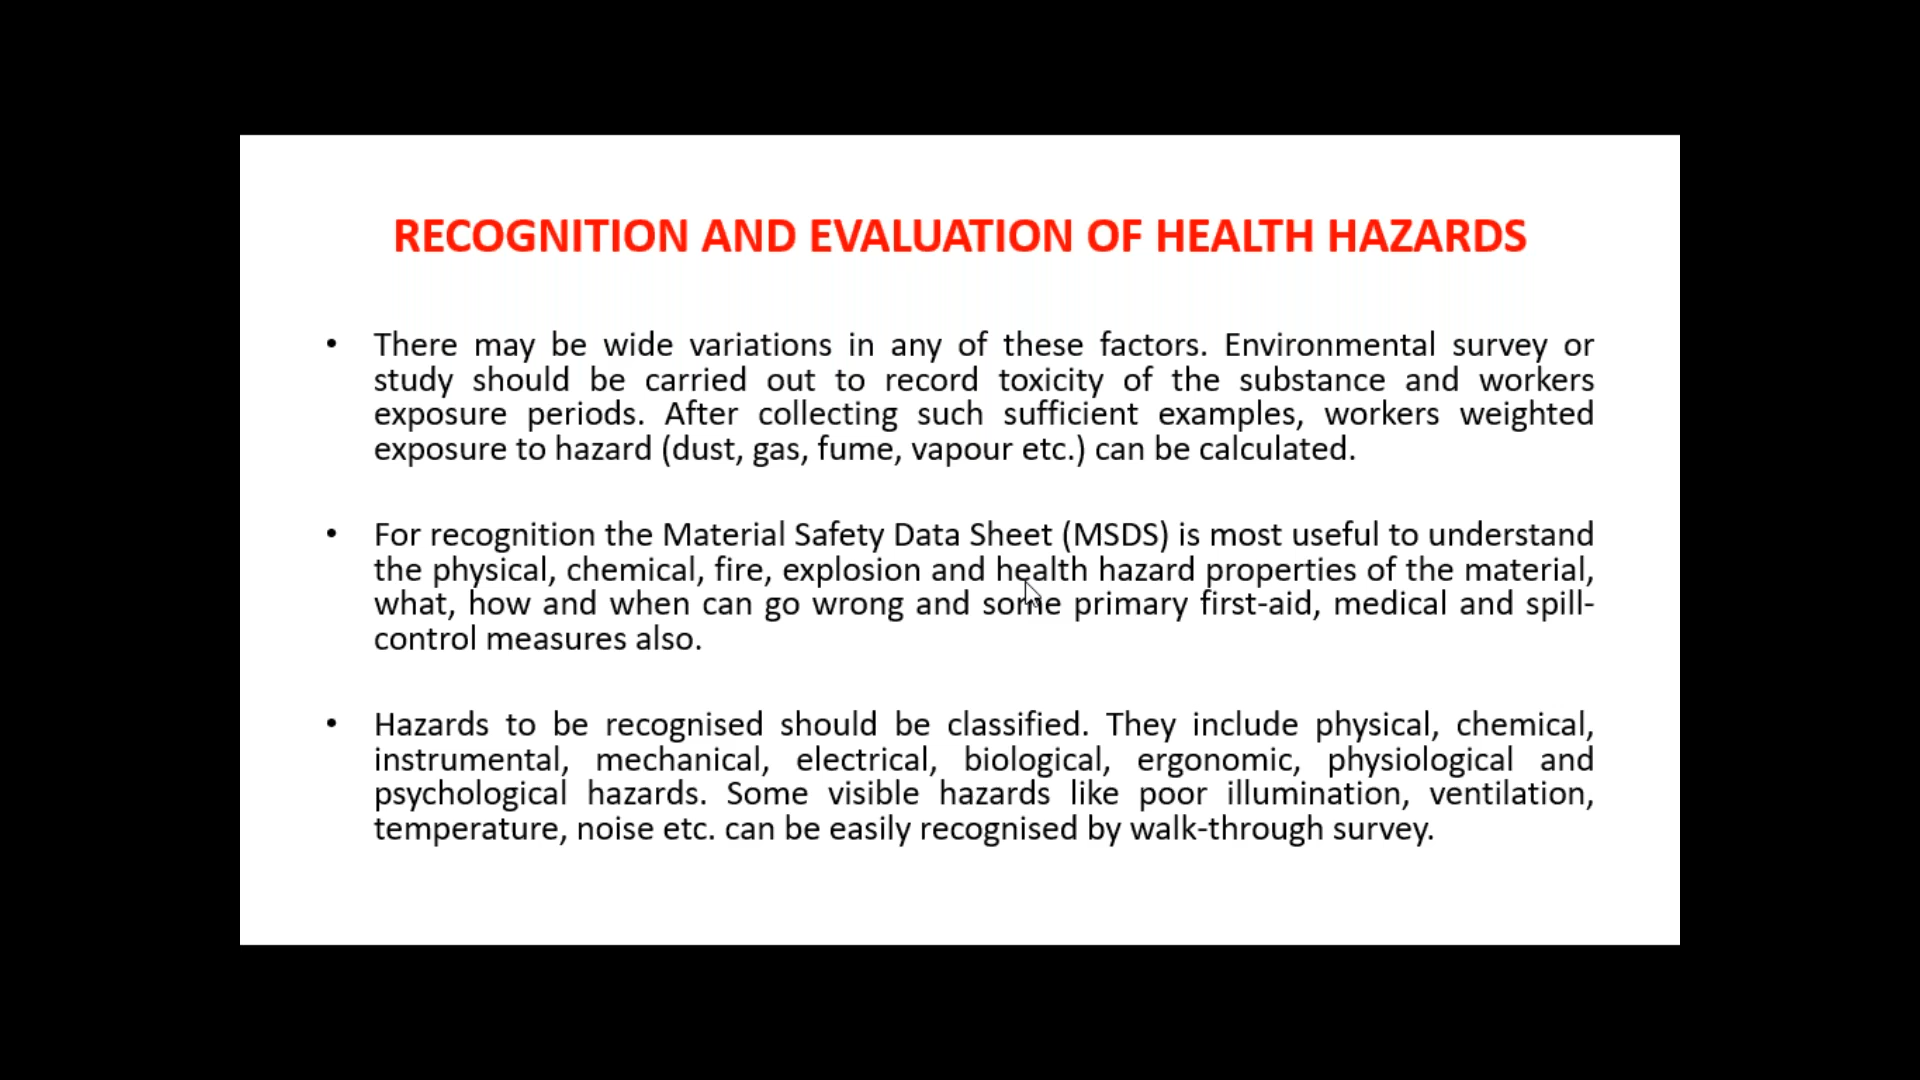 RECOGNITION AND EVALUATION OF HEALTH HAZARDS
• There may be wide variations in any of these factors. Environmental survey or
study should be carried out to record toxicity of the substance and workers
exposure periods. After collecting such sufficient examples, workers weighted
exposure to hazard (dust, gas, fume, vapour etc.) can be calculated.
• For recognition the Material Safety Data Sheet (MSDS) is most useful to understand
the physical, chemical, fire, explosion and health hazard properties of the material,
what, how and when can go wrong and some primary first-aid, medical and spill-
control measures also.
• Hazards to be recognised should be classified. They include physical, chemical,
instrumental, mechanical, electrical, biological, ergonomic, physiological and
psychological hazards. Some visible hazards like poor illumination, ventilation,
temperature, noise etc. can be easily recognised by walk-through survey.